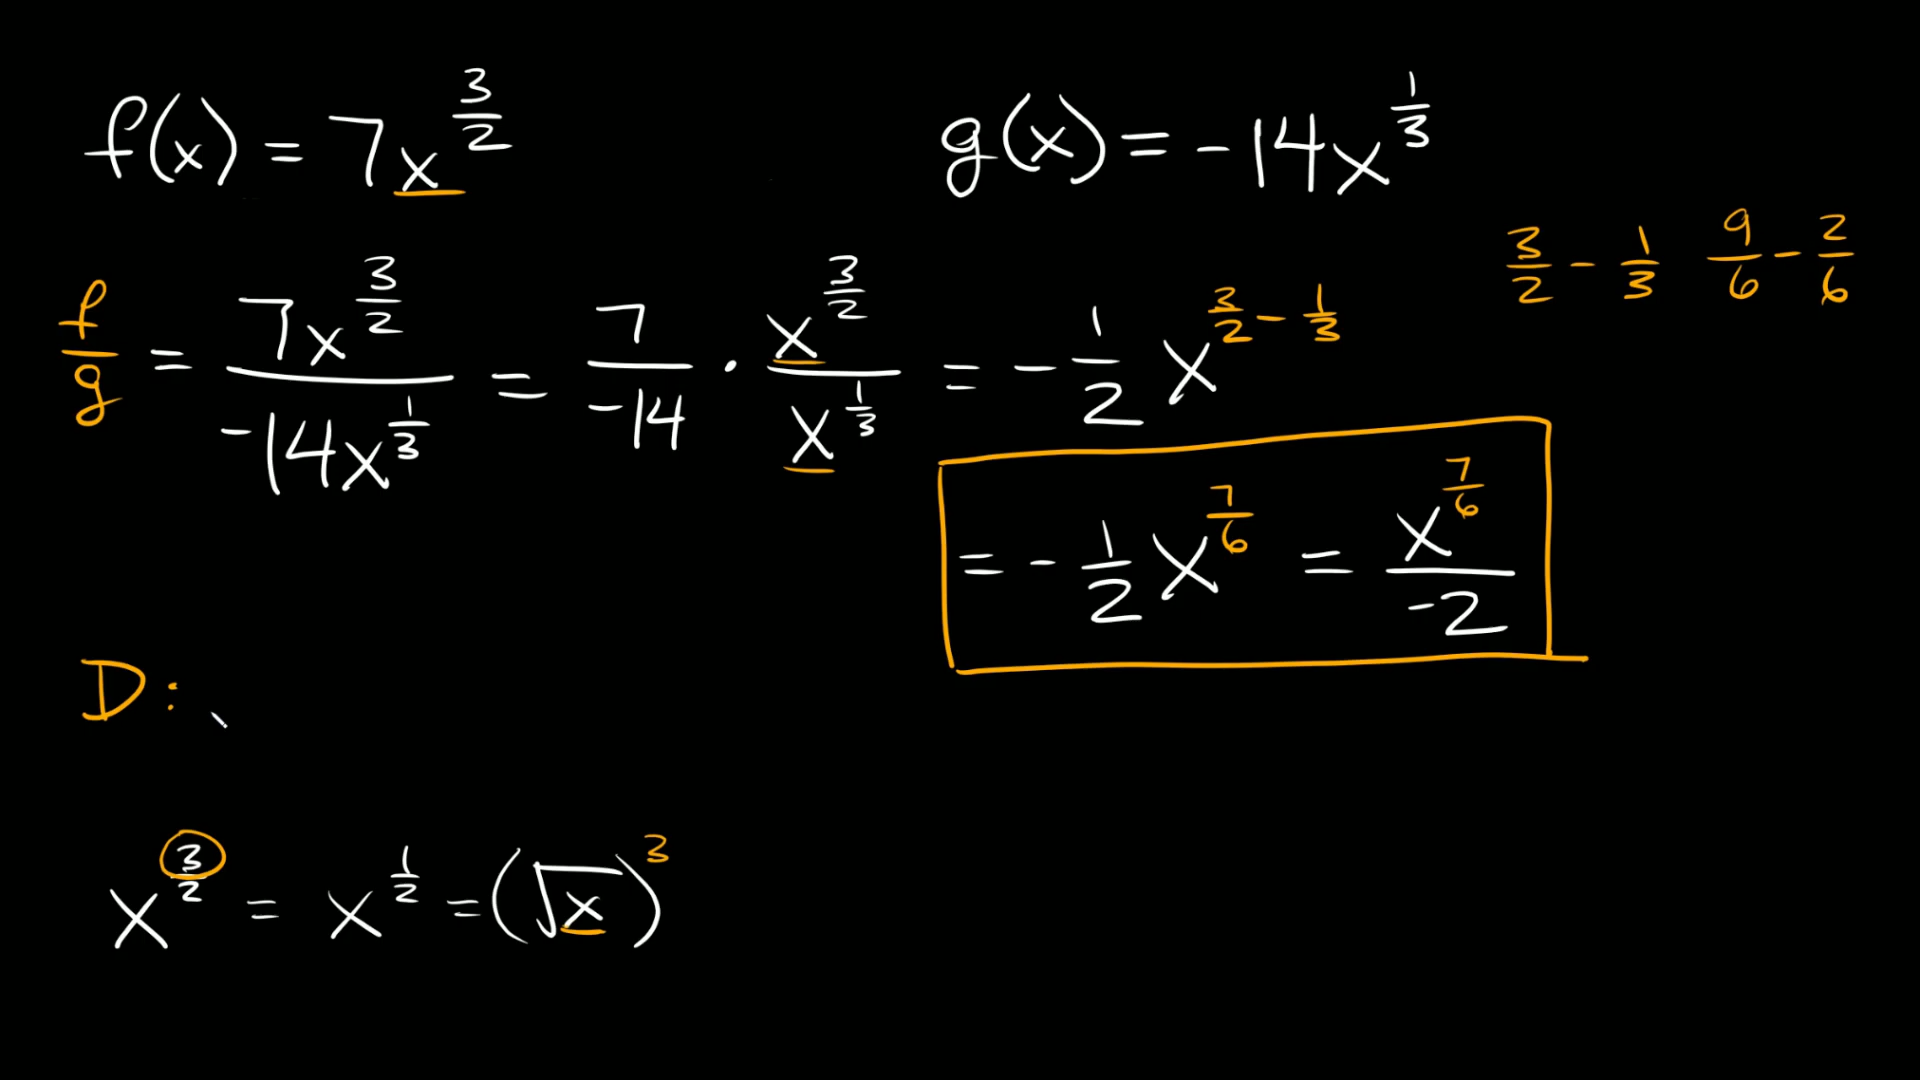 f(x) = 7x^(3/2)    g(x) = -14x^(1/3)
3/2 - 1/3    9/6 - 2/6
f/g = 7x^(3/2) / -14x^(1/3) = 7/-14 · x^(3/2)/x^(1/3) = -1/2 x^(3/2 - 1/3)
= -1/2 x^(7/6) = x^(7/6)/-2
D:
x^(3/2) = x^(1/2) = (√x)^3